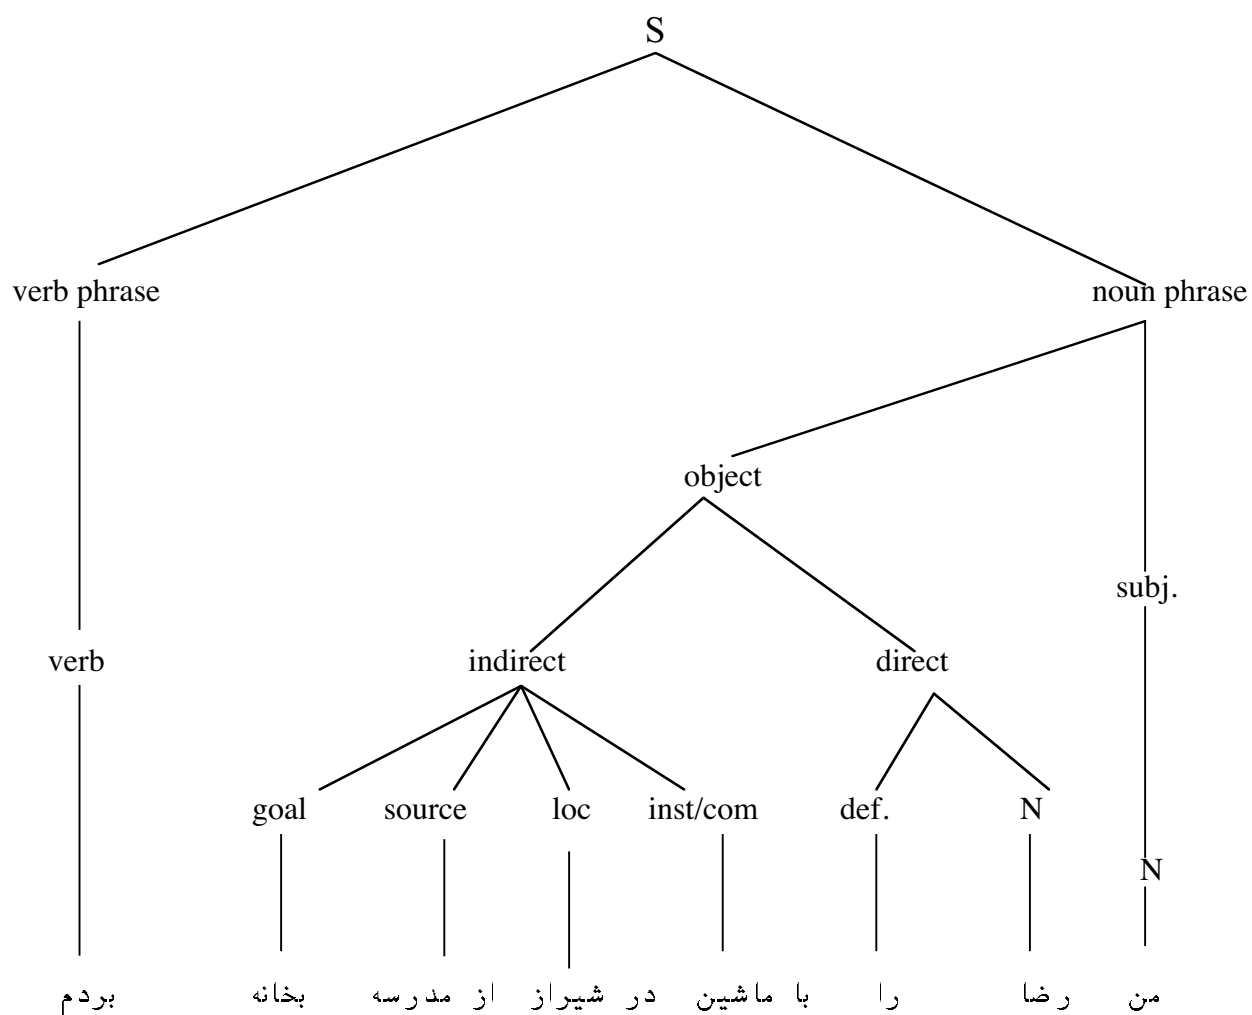 S
verb phrase noun phrase
object
subj.
verb indirect direct
goal source loc inst/com def. N
N
من رضا را با ماشین در شیراز از مدرسه بخانه بردم